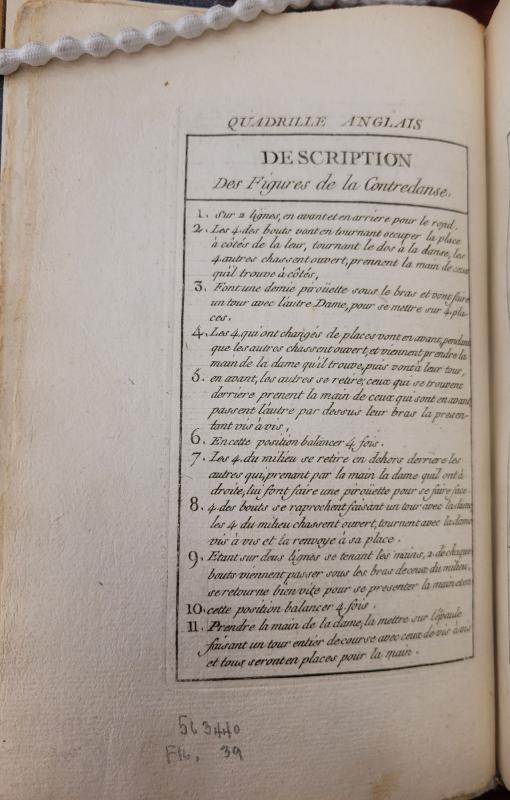 QUADRILLE ANGLAIS
DESCRIPTION
Des Figures de la Contredanse.
1. Sur 2 lignes, en avant et en arriere pour le rond.
2. Les 4 des bouts vont en tournant occuper la place
à côtés de la leur, tournant le dos à la danse, les
4 autres chassent ouvert, prennent la main de ceux
qu'il trouve à côtés,
3. Font une demie piroüette sous le bras et vont faire
un tour avec l'autre Dame, pour se mettre sur 4 pla-
ces.
4. Les 4 qui ont changés de places vont en avant, pendant
que les autres chassent ouvert, et viennent prendre la
main de la dame qu'il trouve, puis vont à leur tour,
5. en avant, les autres se retire; ceux qui se trouvent
derriere prenent la main de ceux qui sont en avant
passent l'autre par dessus leur bras la presen-
tant vis à vis,
6. En cette position balancer 4 fois.
7. Les 4 du milieu se retire en dehors derriere les
autres qui, prenant par la main la dame qu'il ont à
droite, lui font faire une piroüette pour se faire face
8. 4 des bouts se raprochent faisant un tour avec la dame
les 4 du milieu chassent ouvert, tournent avec la dame
vis à vis et la renvoye à sa place.
9. Etant sur deux lignes se tenant les mains, 2 de chaque
bouts viennent passer sous les bras de ceux du milieu,
se retourne bien vite pour se presenter la main et en
10. cette position balancer 4 fois.
11. Prendre la main de la dame, la mettre sur l'épaule
faisant un tour entier de course avec ceux de vis à vis
et tous seront en places pour la main.
563440
FIG. 39